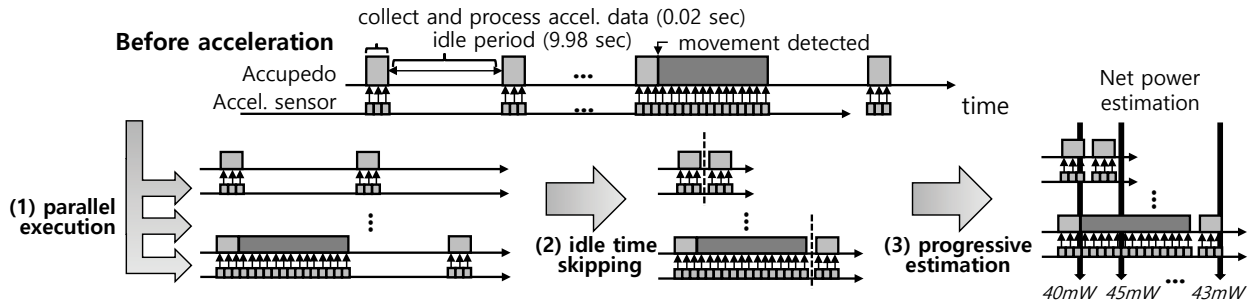 collect and process accel. data (0.02 sec)
Before acceleration
idle period (9.98 sec)
movement detected
Accupedo
...
Accel. sensor
...
time
Net power
estimation
(1) parallel
execution
...
(2) idle time
skipping
...
(3) progressive
estimation
...
40mW 45mW ... 43mW